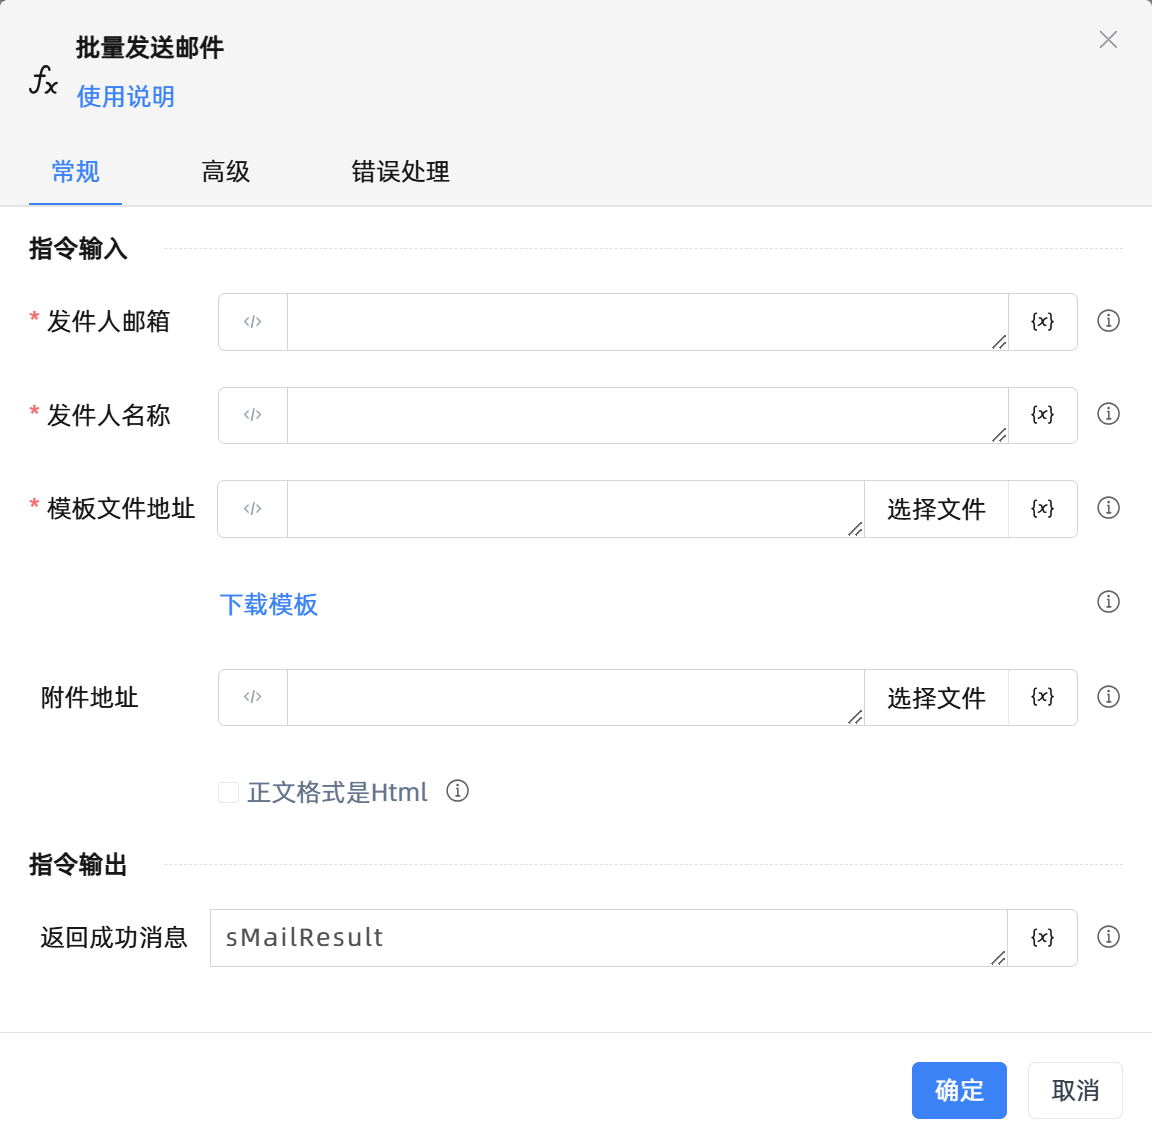 批量发送邮件
使用说明
常规 高级 错误处理
指令输入
* 发件人邮箱 </> {x}
* 发件人名称 </> {x}
* 模板文件地址 </> 选择文件 {x}
下载模板
附件地址 </> 选择文件 {x}
正文格式是Html
指令输出
返回成功消息 sMailResult {x}
确定 取消